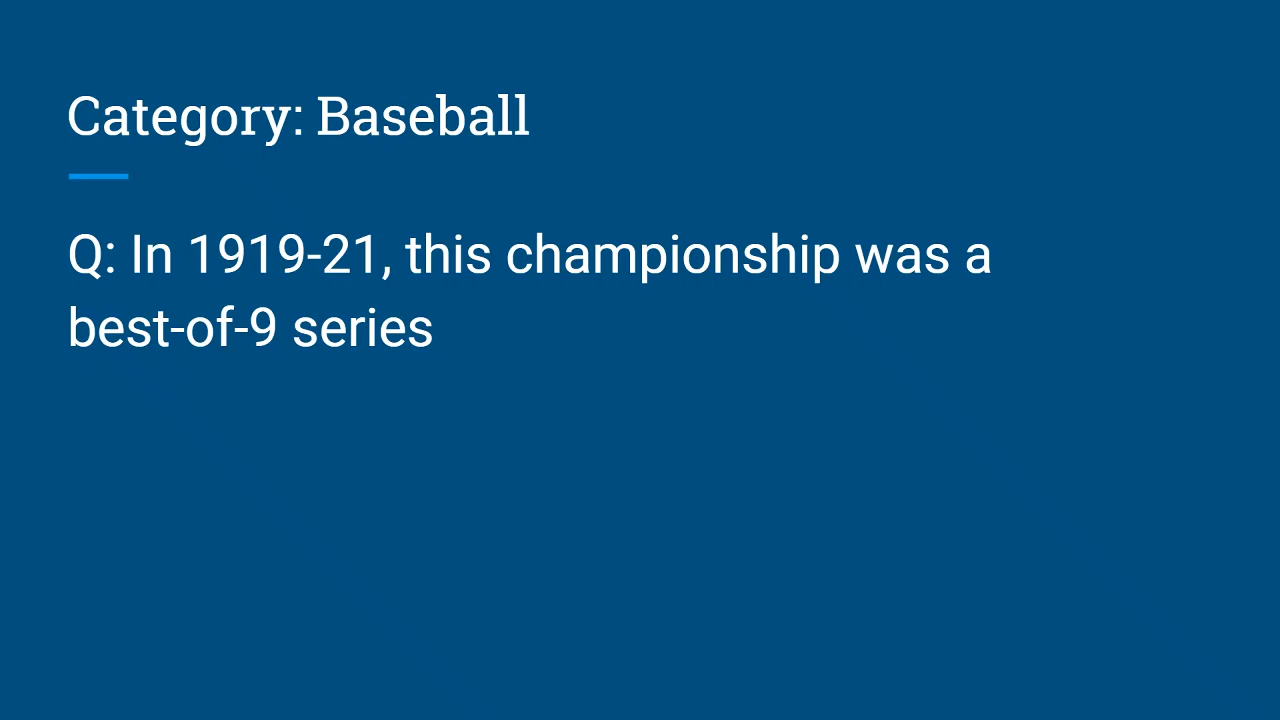 Category: Baseball
Q: In 1919-21, this championship was a
best-of-9 series